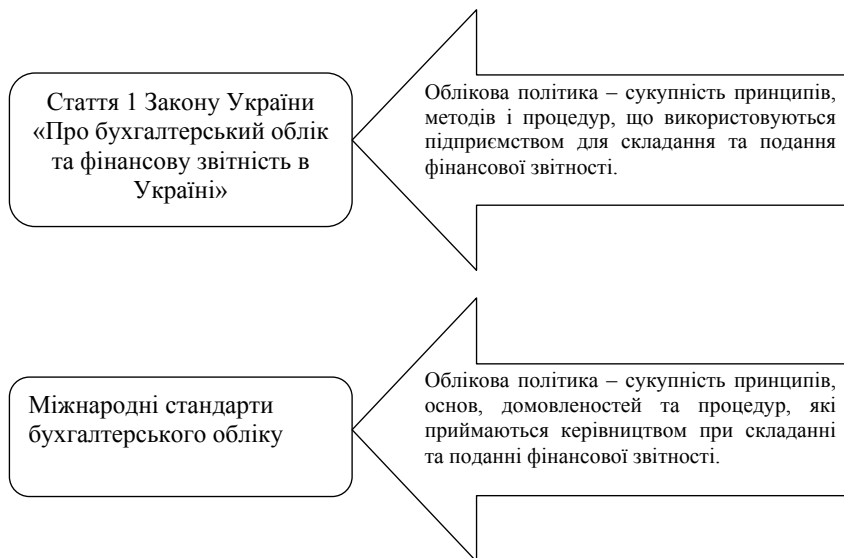 Стаття 1 Закону України
«Про бухгалтерський облік
та фінансову звітність в
Україні»
Облікова політика – сукупність принципів,
методів і процедур, що використовуються
підприємством для складання та подання
фінансової звітності.
Міжнародні стандарти
бухгалтерського обліку
Облікова політика – сукупність принципів,
основ, домовленостей та процедур, які
приймаються керівництвом при складанні
та поданні фінансової звітності.